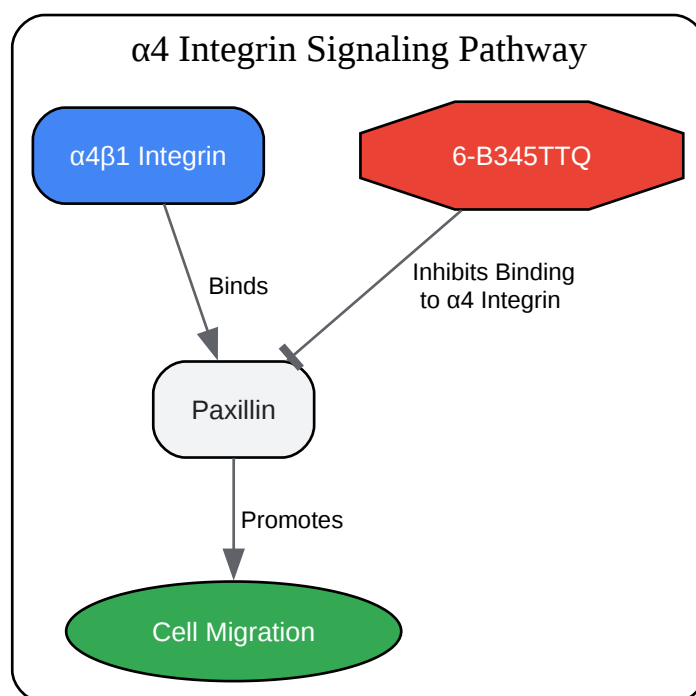 α4 Integrin Signaling Pathway
α4β1 Integrin
6-B345TTQ
Binds
Inhibits Binding
to α4 Integrin
Paxillin
Promotes
Cell Migration